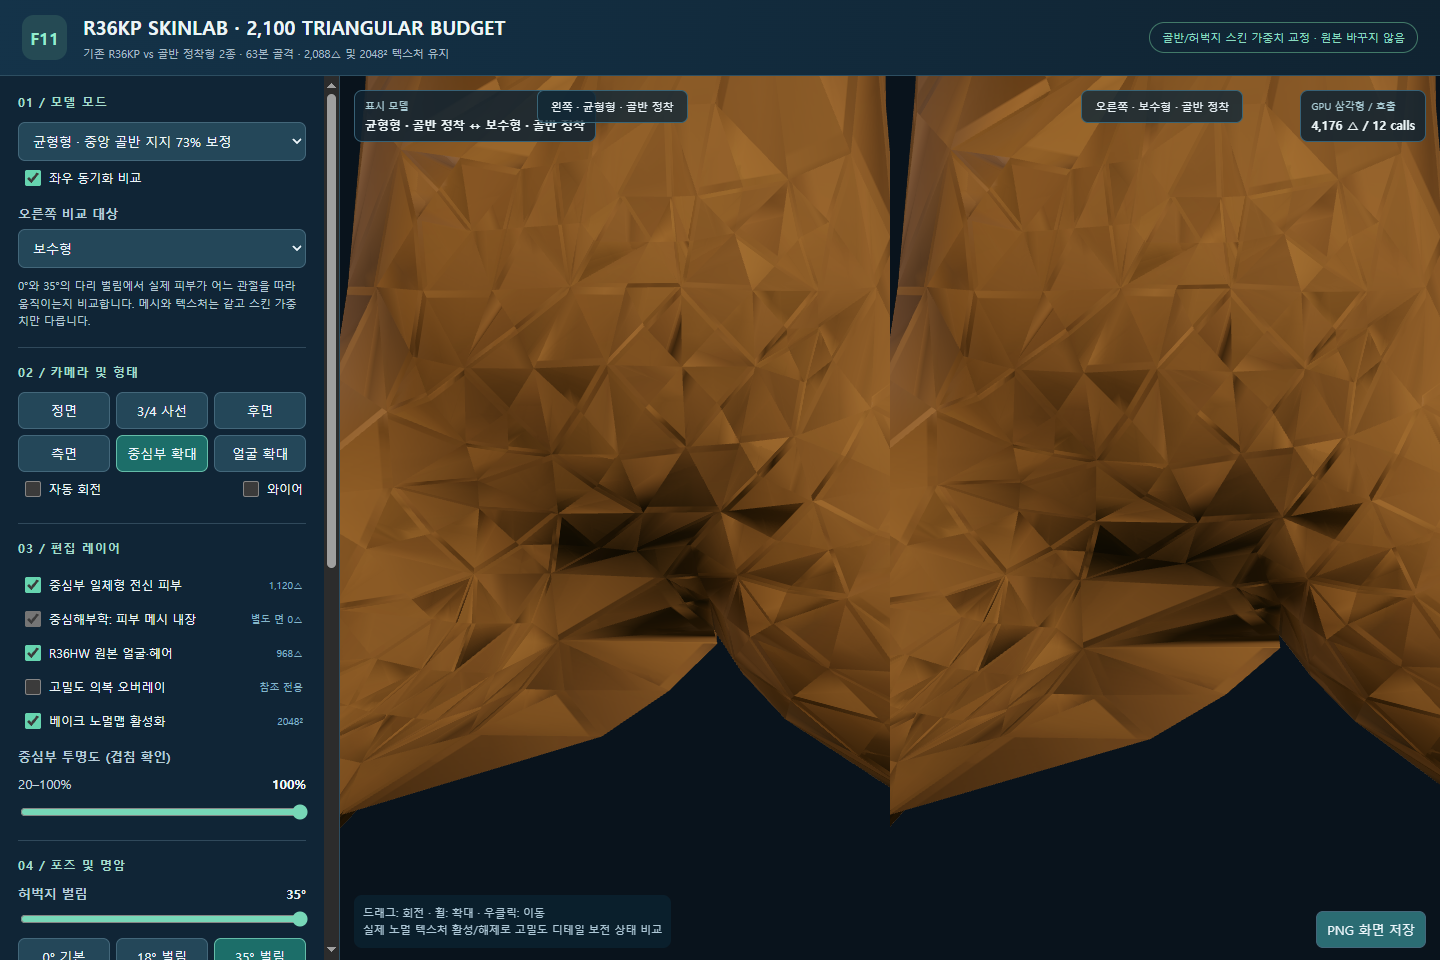 F11
R36KP SKINLAB · 2,100 TRIANGULAR BUDGET
기존 R36KP vs 골반 정착형 2종 · 63본 골격 · 2,088△ 및 2048² 텍스처 유지
골반/허벅지 스킨 가중치 교정 · 원본 바꾸지 않음
01 / 모델 모드
균형형 · 중앙 골반 지지 73% 보정
좌우 동기화 비교
오른쪽 비교 대상
보수형
0°와 35°의 다리 벌림에서 실제 피부가 어느 관절을 따라
움직이는지 비교합니다. 메시와 텍스처는 같고 스킨 가중
치만 다릅니다.
02 / 카메라 및 형태
정면
3/4 사선
후면
측면
중심부 확대
얼굴 확대
자동 회전
와이어
03 / 편집 레이어
중심부 일체형 전신 피부
1,120△
중심해부학: 피부 메시 내장
별도 면 0△
R36HW 원본 얼굴·헤어
968△
고밀도 의복 오버레이
참조 전용
베이크 노멀맵 활성화
2048²
중심부 투명도 (겹침 확인)
20–100%
100%
04 / 포즈 및 명암
허벅지 벌림
35°
0° 기본
18° 벌림
35° 벌림
표시 모델
균형형 · 골반 정착 ↔ 보수형 · 골반 정착
왼쪽 · 균형형 · 골반 정착
오른쪽 · 보수형 · 골반 정착
GPU 삼각형 / 호출
4,176 △ / 12 calls
드래그: 회전 · 휠: 확대 · 우클릭: 이동
실제 노멀 텍스처 활성/해제로 고밀도 디테일 보전 상태 비교
PNG 화면 저장